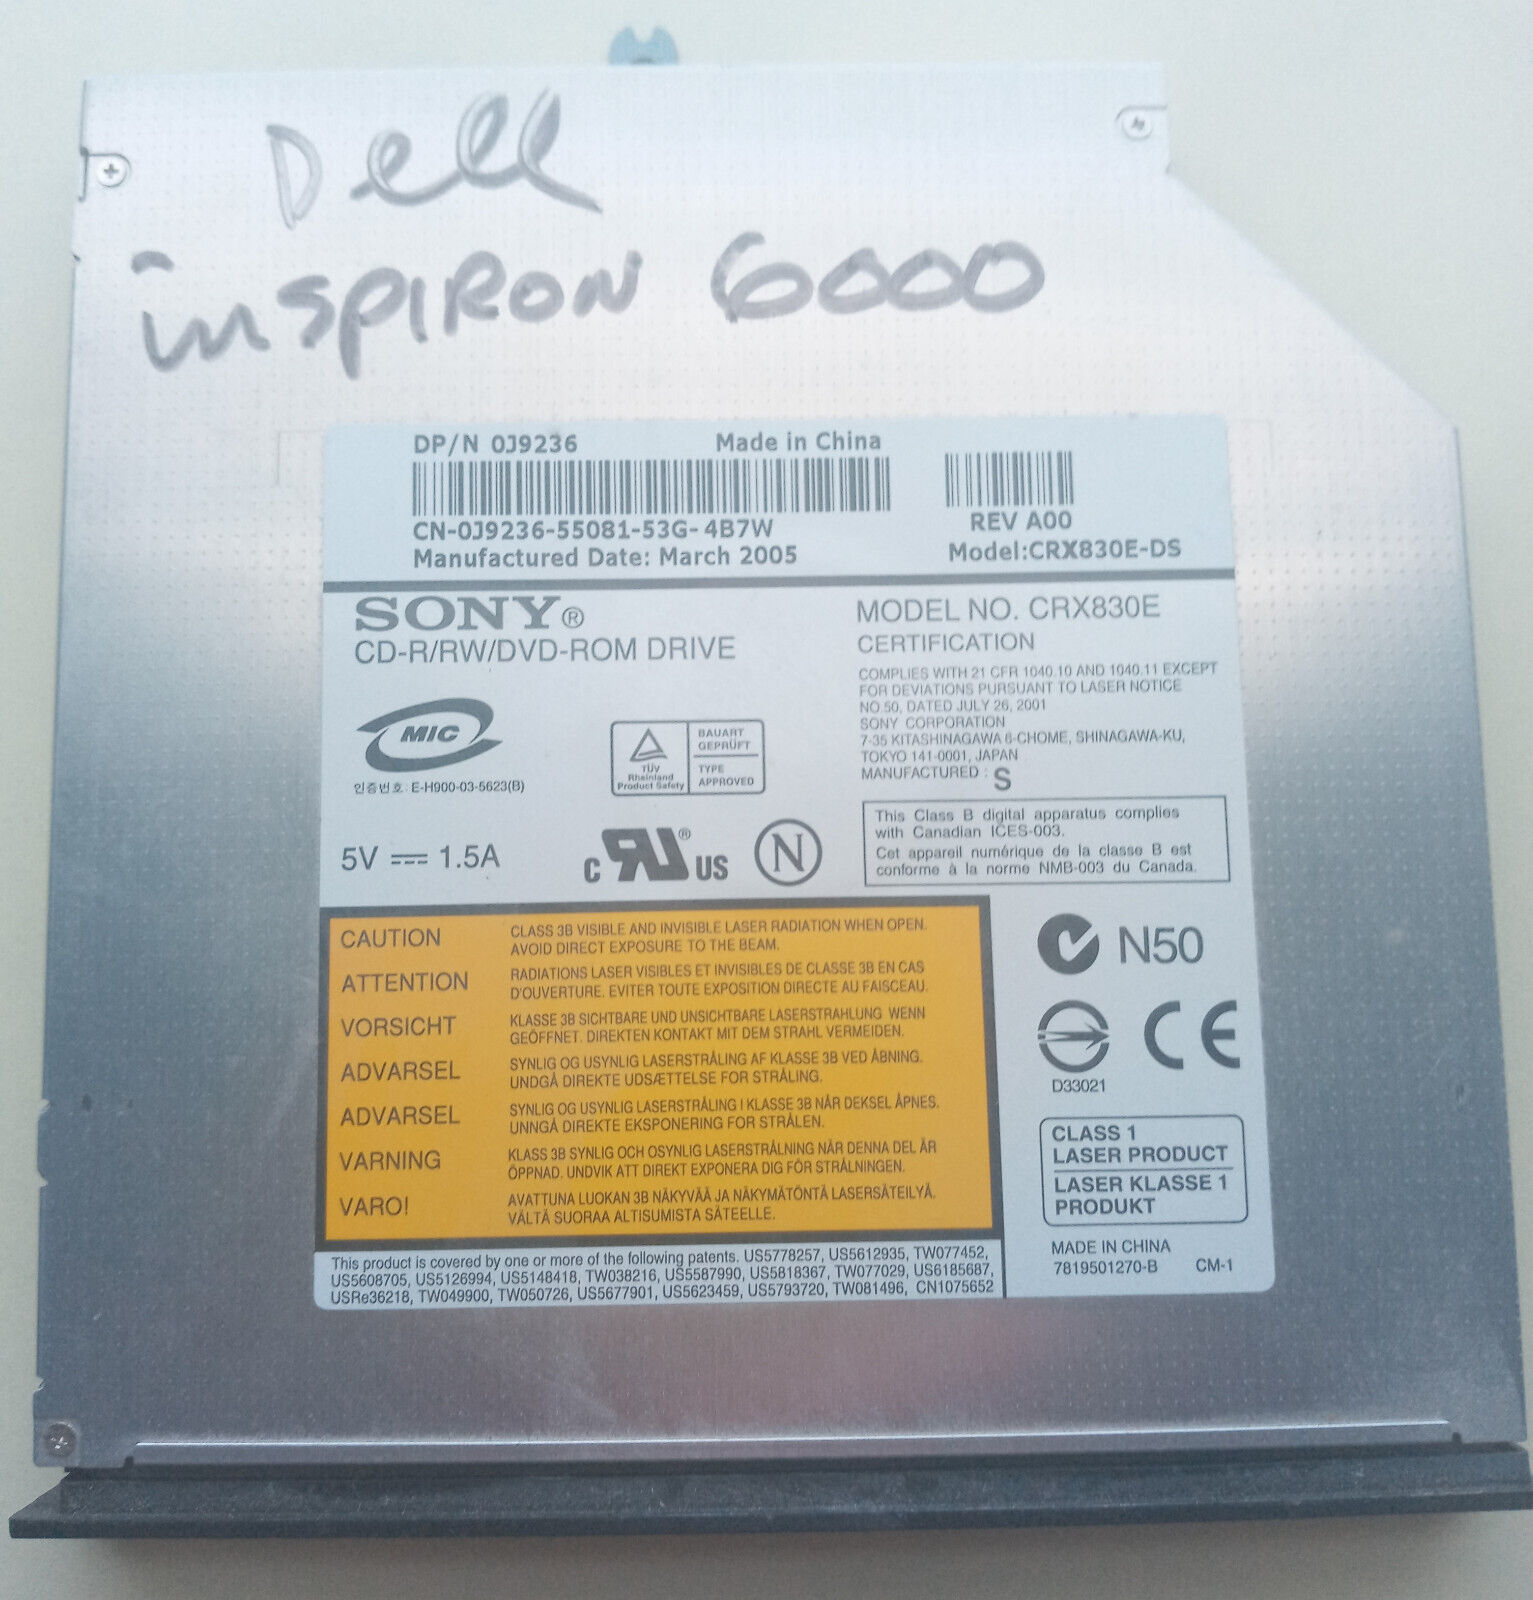 Dell
inspiron 6000
DP/N 0J9236 Made in China
CN-0J9236-55081-53G-4B7W
REV A00
Manufactured Date: March 2005
Model:CRX830E-DS
SONY®
CD-R/RW/DVD-ROM DRIVE
MODEL NO. CRX830E
CERTIFICATION
COMPLIES WITH 21 CFR 1040.10 AND 1040.11 EXCEPT
FOR DEVIATIONS PURSUANT TO LASER NOTICE
NO.50, DATED JULY 26, 2001
SONY CORPORATION
7-35 KITASHINAGAWA 6-CHOME, SHINAGAWA-KU,
TOKYO 141-0001, JAPAN
MANUFACTURED : S
MIC
인증번호 E-H900-03-5623(B)
TÜV
Rheinland
Product Safety
BAUART
GEPRÜFT
TYPE
APPROVED
5V ⎓ 1.5A
c RU ® US N
This Class B digital apparatus complies
with Canadian ICES-003.
Cet appareil numérique de la classe B est
conforme à la norme NMB-003 du Canada.
CAUTION CLASS 3B VISIBLE AND INVISIBLE LASER RADIATION WHEN OPEN.
AVOID DIRECT EXPOSURE TO THE BEAM.
ATTENTION RADIATIONS LASER VISIBLES ET INVISIBLES DE CLASSE 3B EN CAS
D'OUVERTURE. EVITER TOUTE EXPOSITION DIRECTE AU FAISCEAU.
VORSICHT KLASSE 3B SICHTBARE UND UNSICHTBARE LASERSTRAHLUNG WENN
GEÖFFNET. DIREKTEN KONTAKT MIT DEM STRAHL VERMEIDEN.
ADVARSEL SYNLIG OG USYNLIG LASERSTRÅLING AF KLASSE 3B VED ÅBNING.
UNDGÅ DIREKTE UDSÆTTELSE FOR STRÅLING.
ADVARSEL SYNLIG OG USYNLIG LASERSTRÅLING I KLASSE 3B NÅR DEKSEL ÅPNES.
UNNGÅ DIREKTE EKSPONERING FOR STRÅLEN.
VARNING KLASS 3B SYNLIG OCH OSYNLIG LASERSTRÅLNING NÄR DENNA DEL ÄR
ÖPPNAD. UNDVIK ATT DIREKT EXPONERA DIG FÖR STRÅLNINGEN.
VARO! AVATTUNA LUOKAN 3B NÄKYVÄÄ JA NÄKYMÄTÖNTÄ LASERSÄTEILYÄ.
VÄLTÄ SUORAA ALTISUMISTA SÄTEELLE.
N50
CE
D33021
CLASS 1
LASER PRODUCT
LASER KLASSE 1
PRODUKT
MADE IN CHINA
7819501270-B CM-1
This product is covered by one or more of the following patents. US5778257, US5612935, TW077452,
US5608705, US5126994, US5148418, TW038216, US5587990, US5818367, TW077029, US6185687,
USRe36218, TW049900, TW050726, US5677901, US5623459, US5793720, TW081496, CN1075652